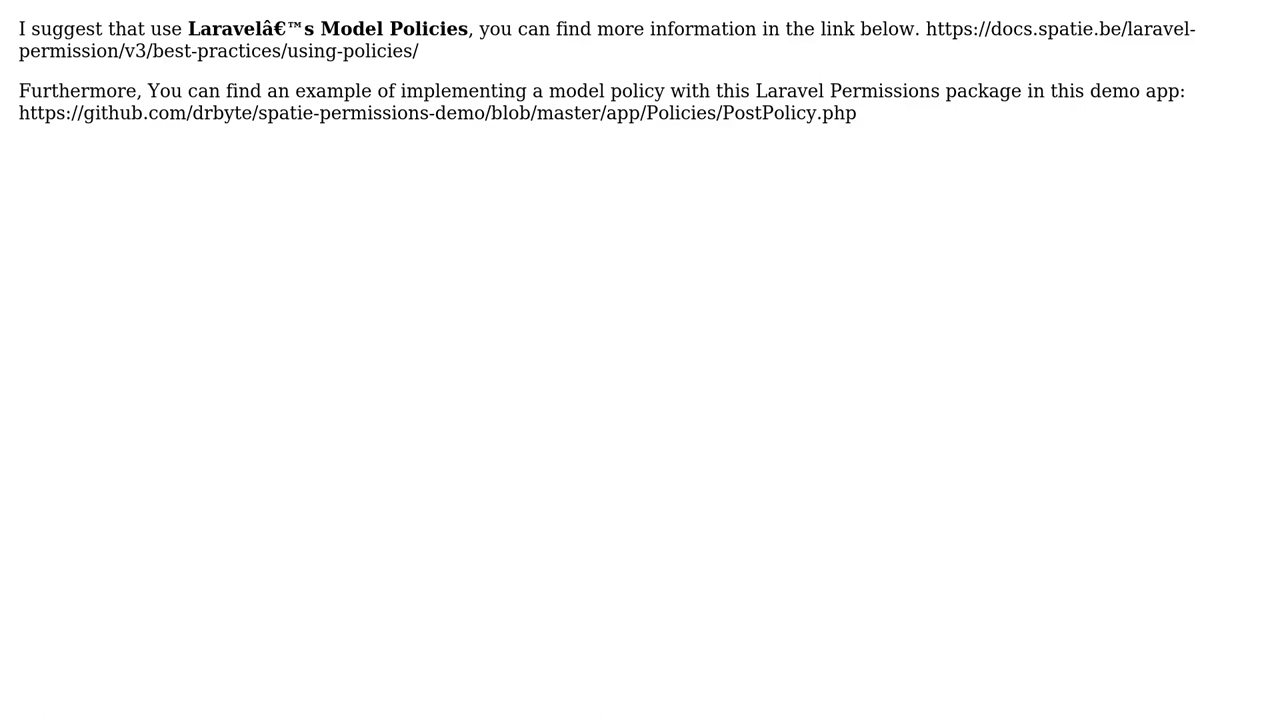 I suggest that use Laravelâ€™s Model Policies, you can find more information in the link below. https://docs.spatie.be/laravel-
permission/v3/best-practices/using-policies/
Furthermore, You can find an example of implementing a model policy with this Laravel Permissions package in this demo app:
https://github.com/drbyte/spatie-permissions-demo/blob/master/app/Policies/PostPolicy.php